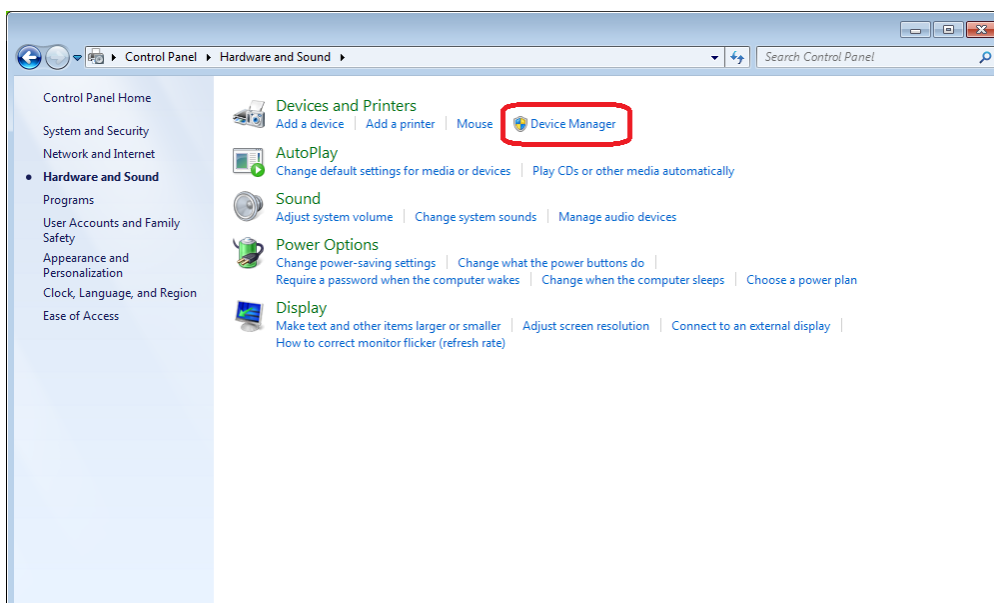 Control Panel Hardware and Sound
Search Control Panel
Control Panel Home
System and Security
Network and Internet
Hardware and Sound
Programs
User Accounts and Family
Safety
Appearance and
Personalization
Clock, Language, and Region
Ease of Access
Devices and Printers
Add a device Add a printer Mouse Device Manager
AutoPlay
Change default settings for media or devices Play CDs or other media automatically
Sound
Adjust system volume Change system sounds Manage audio devices
Power Options
Change power-saving settings Change what the power buttons do
Require a password when the computer wakes Change when the computer sleeps Choose a power plan
Display
Make text and other items larger or smaller Adjust screen resolution Connect to an external display
How to correct monitor flicker (refresh rate)